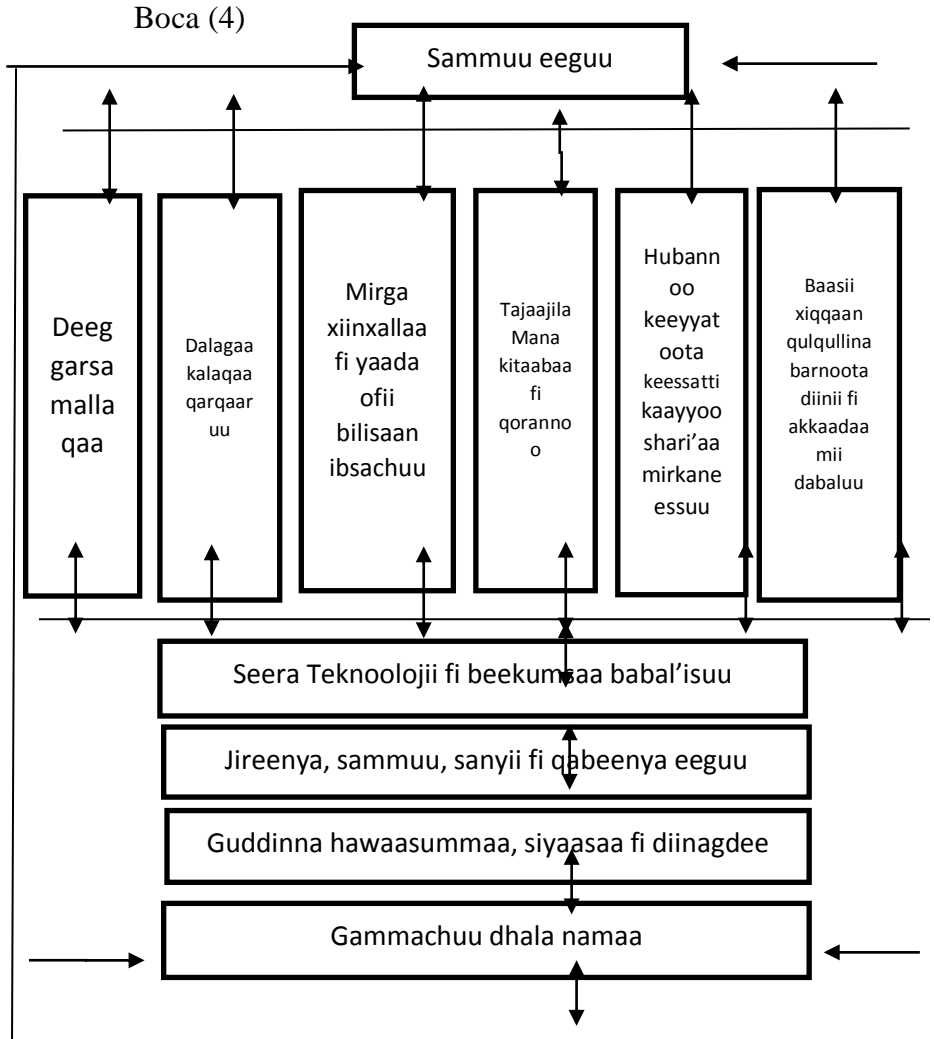 Boca (4)
Sammuu eeguu
Deeg
garsa
malla
qaa
Dalagaa
kalaqaa
qarqaar
uu
Mirga
xiinxallaa
fi yaada
ofii
bilisaan
ibsachuu
Tajaajila
Mana
kitaabaa
fi
qoranno
o
Hubann
oo
keeyyat
oota
keessatti
kaayyoo
shari’aa
mirkane
essuu
Baasii
xiqqaan
qulqullina
barnoota
diinii fi
akkaadaa
mii
dabaluu
Seera Teknoolojii fi beekumsaa babal’isuu
Jireenya, sammuu, sanyii fi qabeenya eeguu
Guddinna hawaasummaa, siyaasaa fi diinagdee
Gammachuu dhala namaa